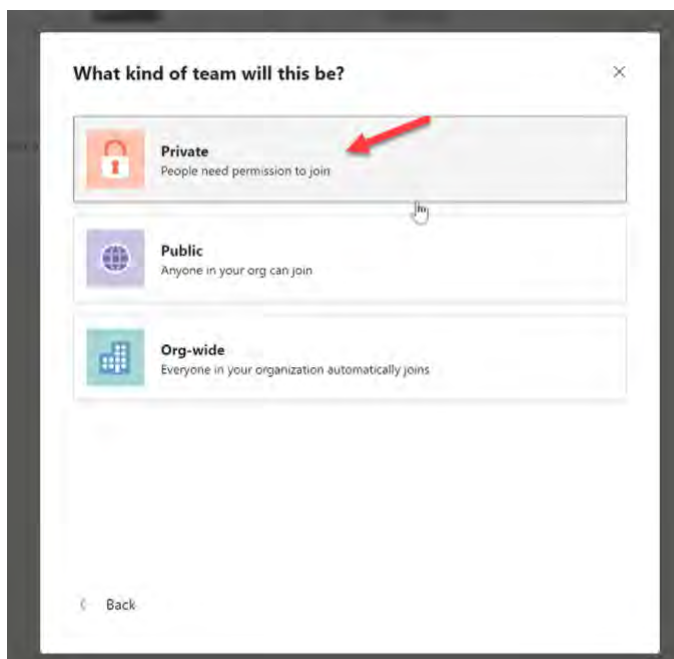 What kind of team will this be?
Private
People need permission to join
Public
Anyone in your org can join
Org-wide
Everyone in your organization automatically joins
Back